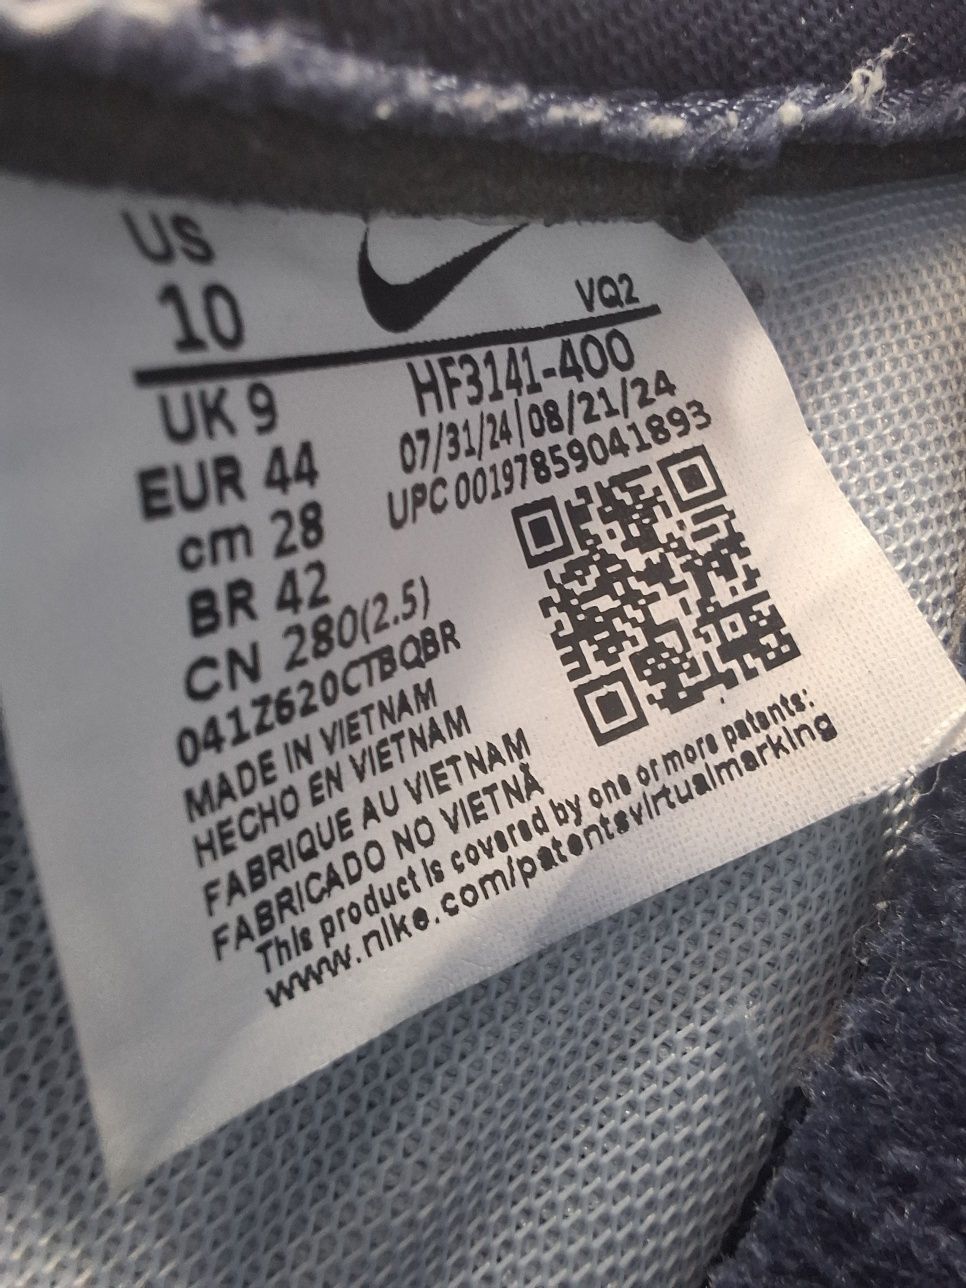 US
10
VQ2
UK 9
EUR 44
cm 28
BR 42
CN 280(2.5)
041Z620CTBQBR
HF3141-400
07/31/24|08/21/24
UPC 00197859041893
MADE IN VIETNAM
HECHO EN VIETNAM
FABRIQUE AU VIETNAM
FABRICADO NO VIETNÃ
This product is covered by one or more patents:
www.nike.com/patentsvirtualmarking